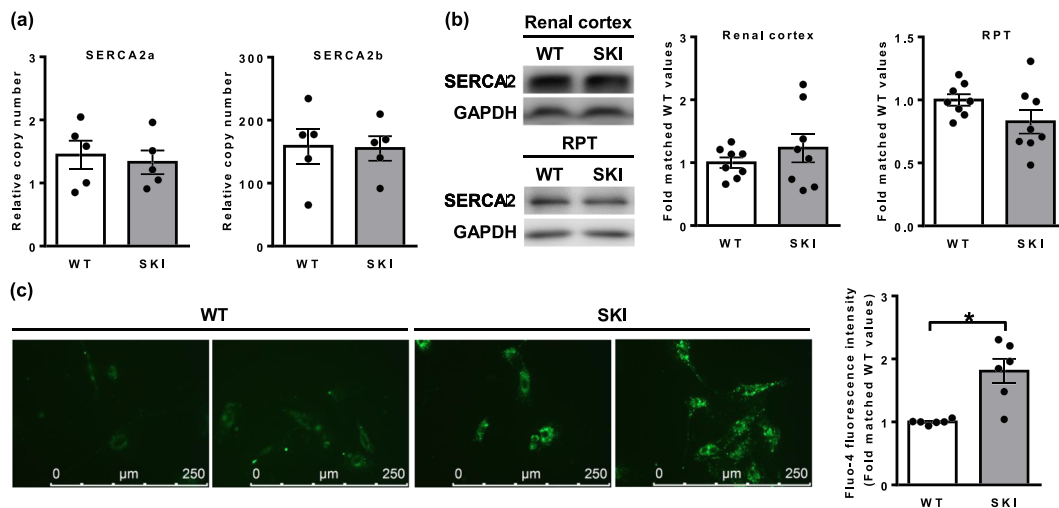 (a)
SERCA2a
Relative copy number
3
2
1
0
WT SKI
SERCA2b
Relative copy number
300
200
100
0
WT SKI
(b)
Renal cortex
WT SKI
SERCA2
GAPDH
RPT
WT SKI
SERCA2
GAPDH
Renal cortex
Fold matched WT values
3
2
1
0
WT SKI
RPT
Fold matched WT values
1.5
1.0
0.5
0.0
WT SKI
(c)
WT
SKI
0 µm 250
0 µm 250
0 µm 250
0 µm 250
Fluo-4 fluorescence intensity
(Fold matched WT values)
3
2
1
0
*
WT SKI